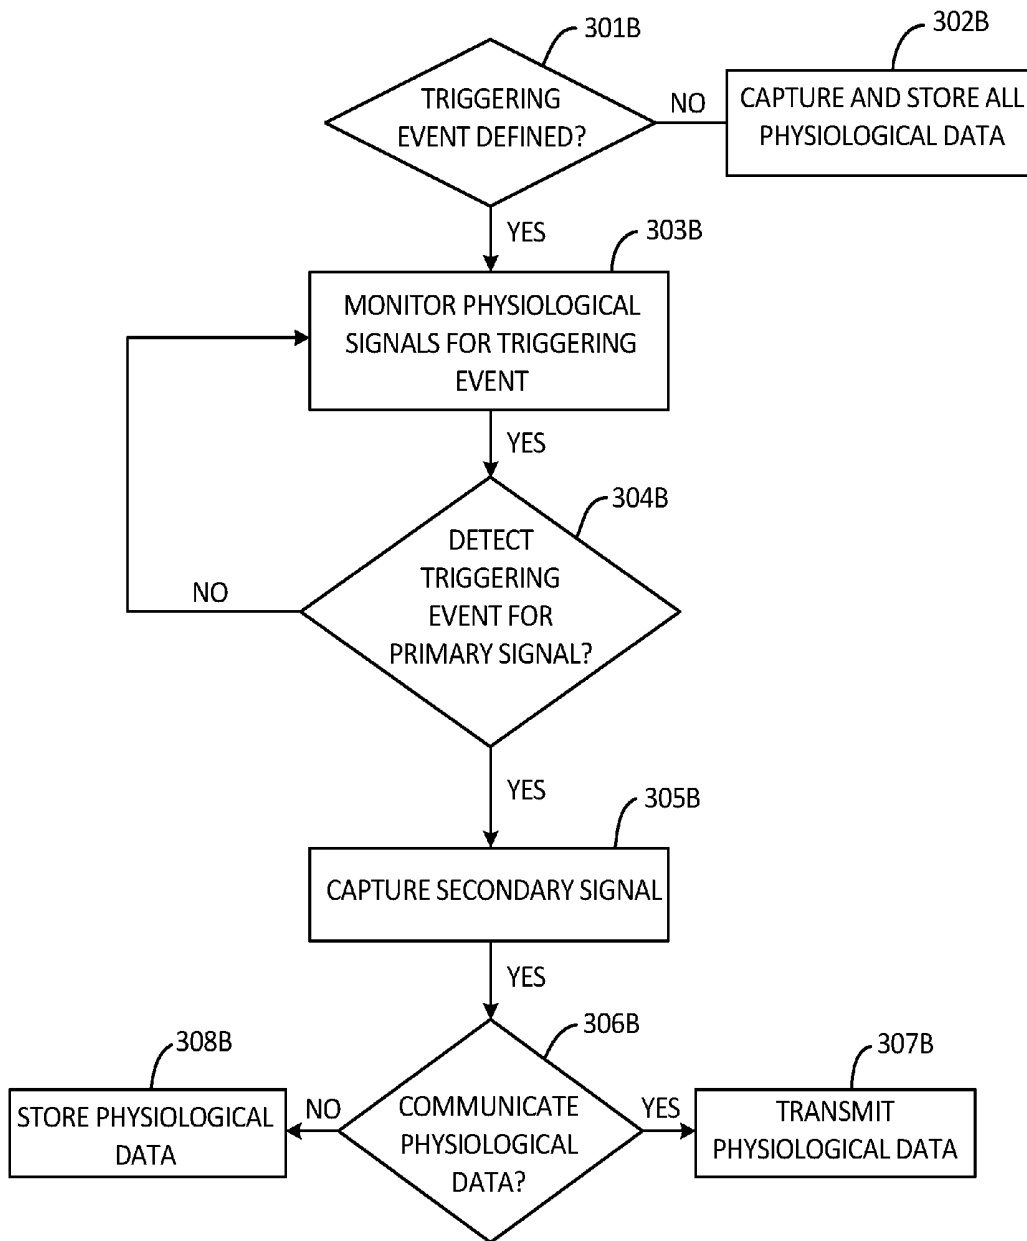 301B
302B
TRIGGERING
EVENT DEFINED?
NO
CAPTURE AND STORE ALL
PHYSIOLOGICAL DATA
YES
303B
MONITOR PHYSIOLOGICAL
SIGNALS FOR TRIGGERING
EVENT
YES
304B
DETECT
TRIGGERING
EVENT FOR
PRIMARY SIGNAL?
NO
YES
305B
CAPTURE SECONDARY SIGNAL
YES
306B
308B
307B
STORE PHYSIOLOGICAL
DATA
NO
COMMUNICATE
PHYSIOLOGICAL
DATA?
YES
TRANSMIT
PHYSIOLOGICAL DATA